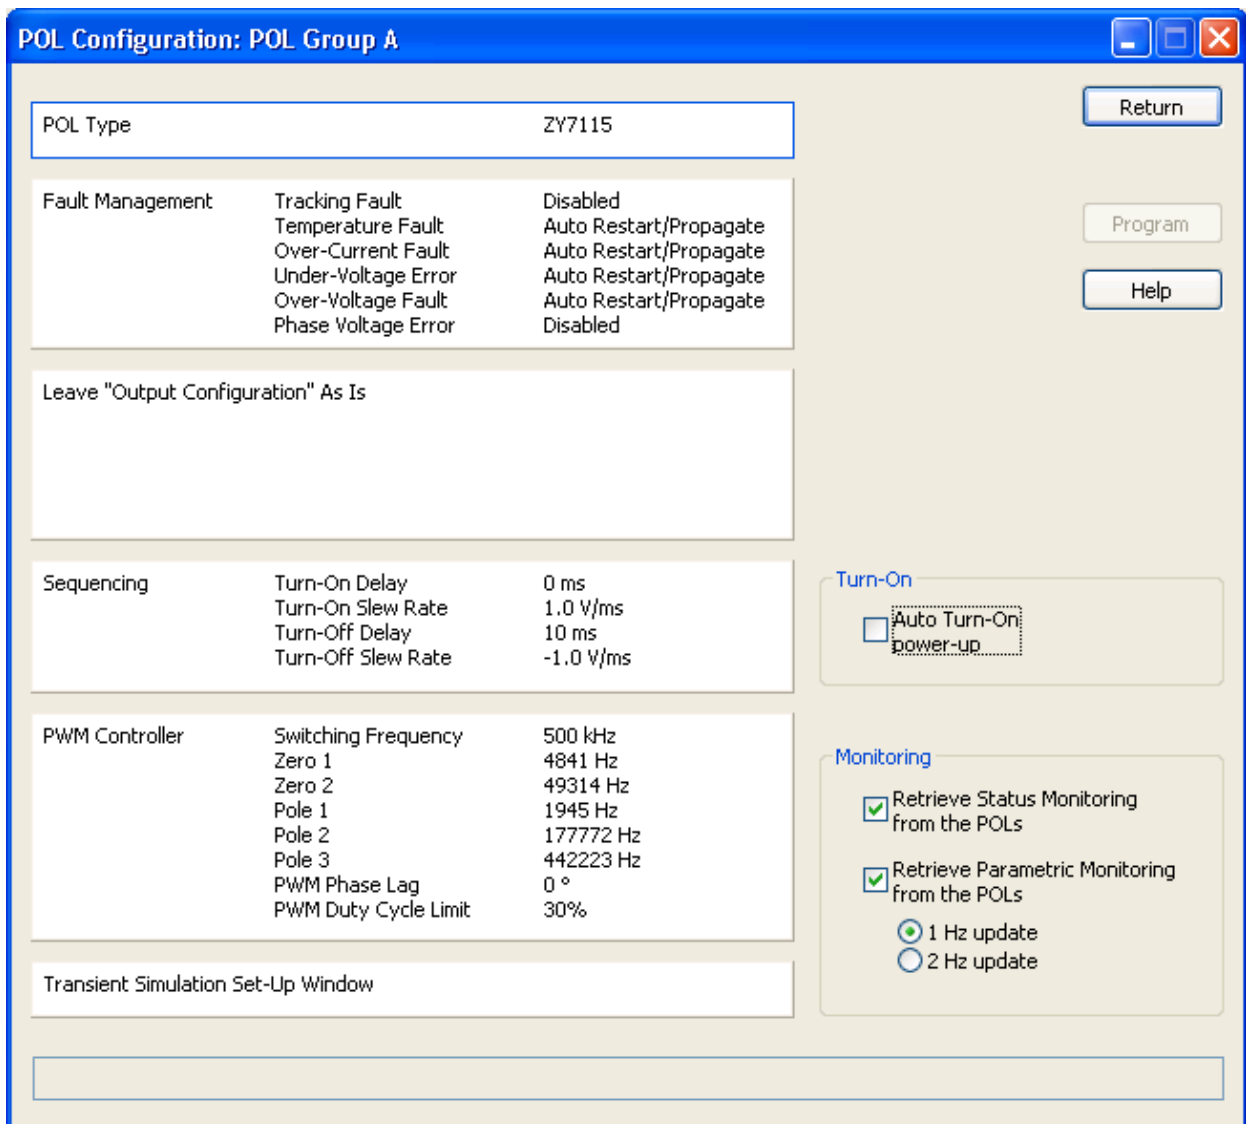 POL Configuration: POL Group A
Return
POL Type ZY7115
Fault Management Tracking Fault Disabled
Temperature Fault Auto Restart/Propagate
Program
Over-Current Fault Auto Restart/Propagate
Under-Voltage Error Auto Restart/Propagate
Help
Over-Voltage Fault Auto Restart/Propagate
Phase Voltage Error Disabled
Leave "Output Configuration" As Is
Sequencing Turn-On Delay 0 ms
Turn-On Slew Rate 1.0 V/ms
Turn-Off Delay 10 ms
Turn-Off Slew Rate -1.0 V/ms
Turn-On
Auto Turn-On
power-up
PWM Controller Switching Frequency 500 kHz
Zero 1 4841 Hz
Zero 2 49314 Hz
Pole 1 1945 Hz
Pole 2 177772 Hz
Pole 3 442223 Hz
PWM Phase Lag 0 °
PWM Duty Cycle Limit 30%
Monitoring
Retrieve Status Monitoring
from the POLs
Retrieve Parametric Monitoring
from the POLs
1 Hz update
2 Hz update
Transient Simulation Set-Up Window